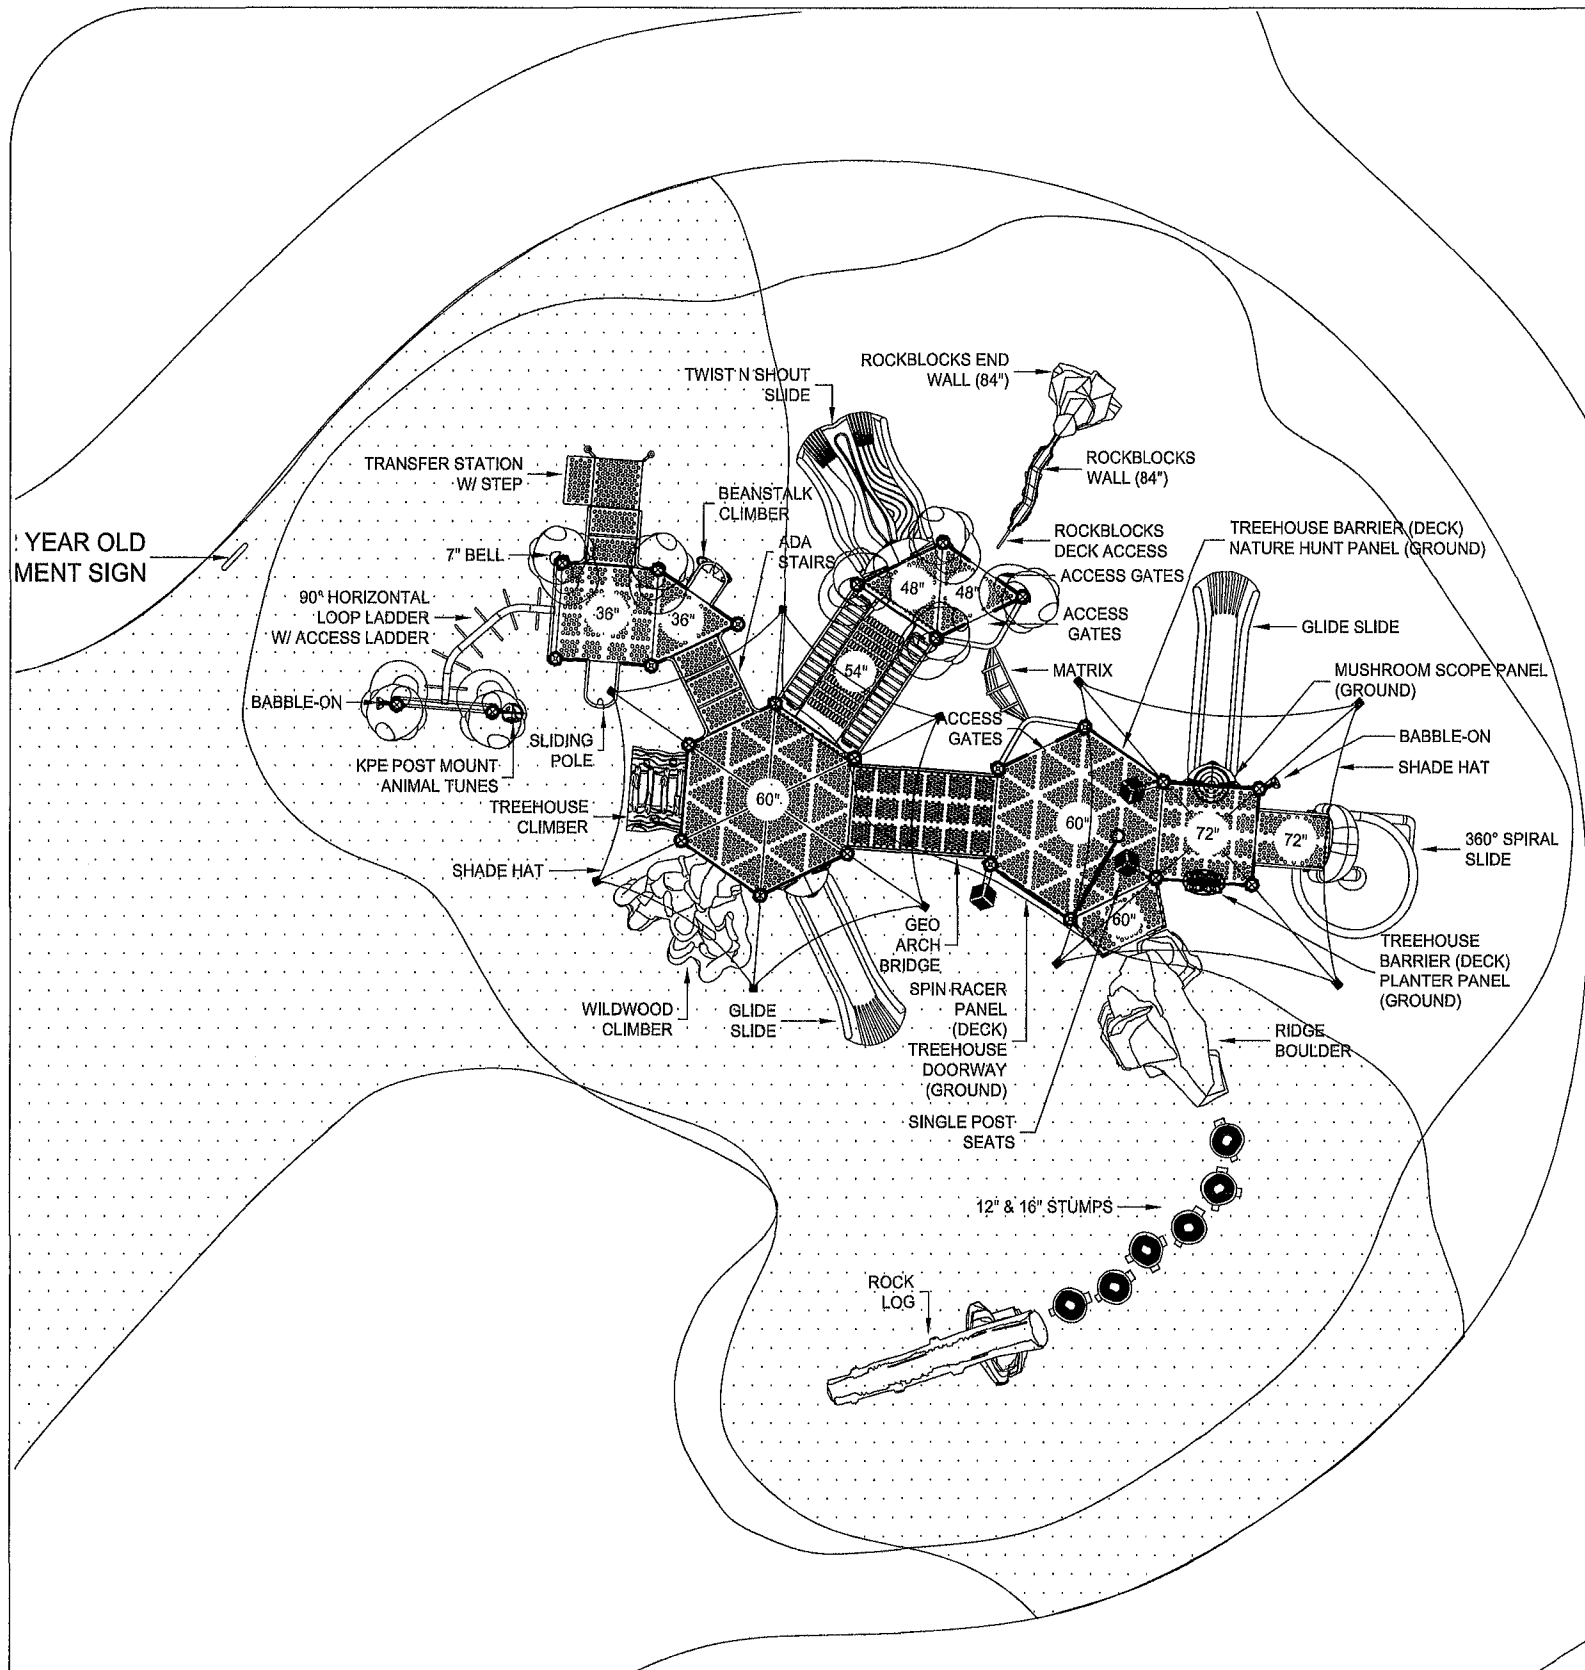 ROCKBLOCKS END
WALL (84")
TWIST N SHOUT
SLIDE
TRANSFER STATION
W/ STEP
ROCKBLOCKS
WALL (84")
BEANSTALK
CLIMBER
YEAR OLD
MENT SIGN
7" BELL
ADA
STAIRS
ROCKBLOCKS
DECK ACCESS
TREEHOUSE BARRIER (DECK)
NATURE HUNT PANEL (GROUND)
ACCESS GATES
48"
48"
90° HORIZONTAL
LOOP LADDER
W/ ACCESS LADDER
36"
36"
ACCESS
GATES
GLIDE SLIDE
54"
MATRIX
MUSHROOM SCOPE PANEL
(GROUND)
BABBLE-ON
ACCESS
GATES
SLIDING
POLE
BABBLE-ON
KPE POST MOUNT
ANIMAL TUNES
SHADE HAT
TREEHOUSE
CLIMBER
60"
60"
72"
72"
360° SPIRAL
SLIDE
SHADE HAT
60"
GEO
ARCH
BRIDGE
TREEHOUSE
BARRIER (DECK)
PLANTER PANEL
(GROUND)
WILDWOOD
CLIMBER
GLIDE
SLIDE
SPIN RACER
PANEL
(DECK)
TREEHOUSE
DOORWAY
(GROUND)
RIDGE
BOULDER
SINGLE POST
SEATS
12" & 16" STUMPS
ROCK
LOG